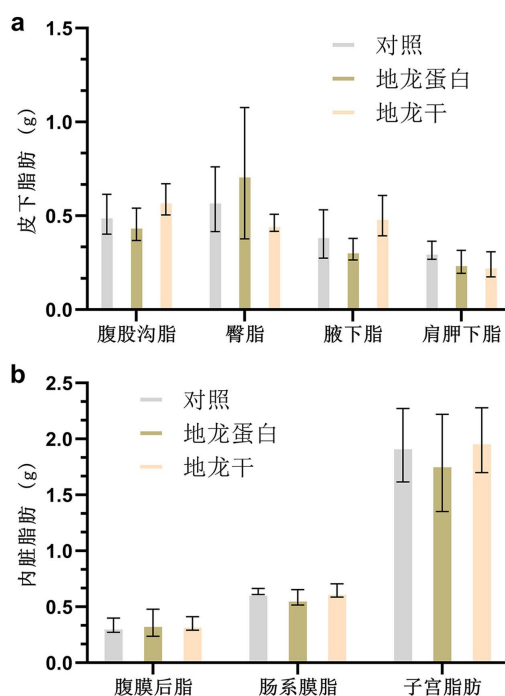 a
1.5
1.0
0.5
0.0
皮下脂肪 (g)
对照
地龙蛋白
地龙干
腹股沟脂 臀脂 腋下脂 肩胛下脂
b
2.5
2.0
1.5
1.0
0.5
0.0
内脏脂肪 (g)
对照
地龙蛋白
地龙干
腹膜后脂 肠系膜脂 子宫脂肪